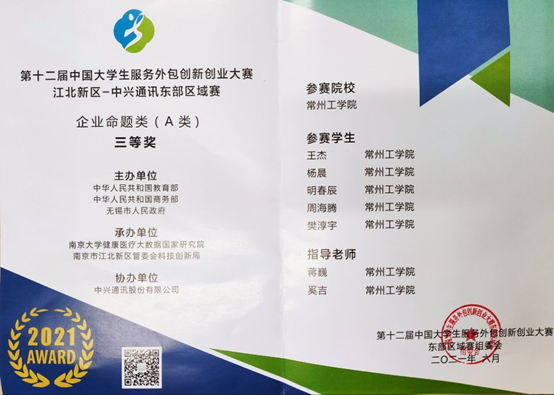 第十二届中国大学生服务外包创新创业大赛
江北新区-中兴通讯东部区域赛
企业命题类（A 类）
三等奖
主办单位
中华人民共和国教育部
中华人民共和国商务部
无锡市人民政府
承办单位
南京大学健康医疗大数据国家研究院
南京市江北新区管委会科技创新局
协办单位
中兴通讯股份有限公司
2021
AWARD
参赛院校
常州工学院
参赛学生
王杰 常州工学院
杨晨 常州工学院
明春辰 常州工学院
周海腾 常州工学院
樊淳宇 常州工学院
指导老师
蒋巍 常州工学院
奚吉 常州工学院
第十二届中国大学生服务外包创新创业大赛
东部区域赛组委会
二〇二一年 六月